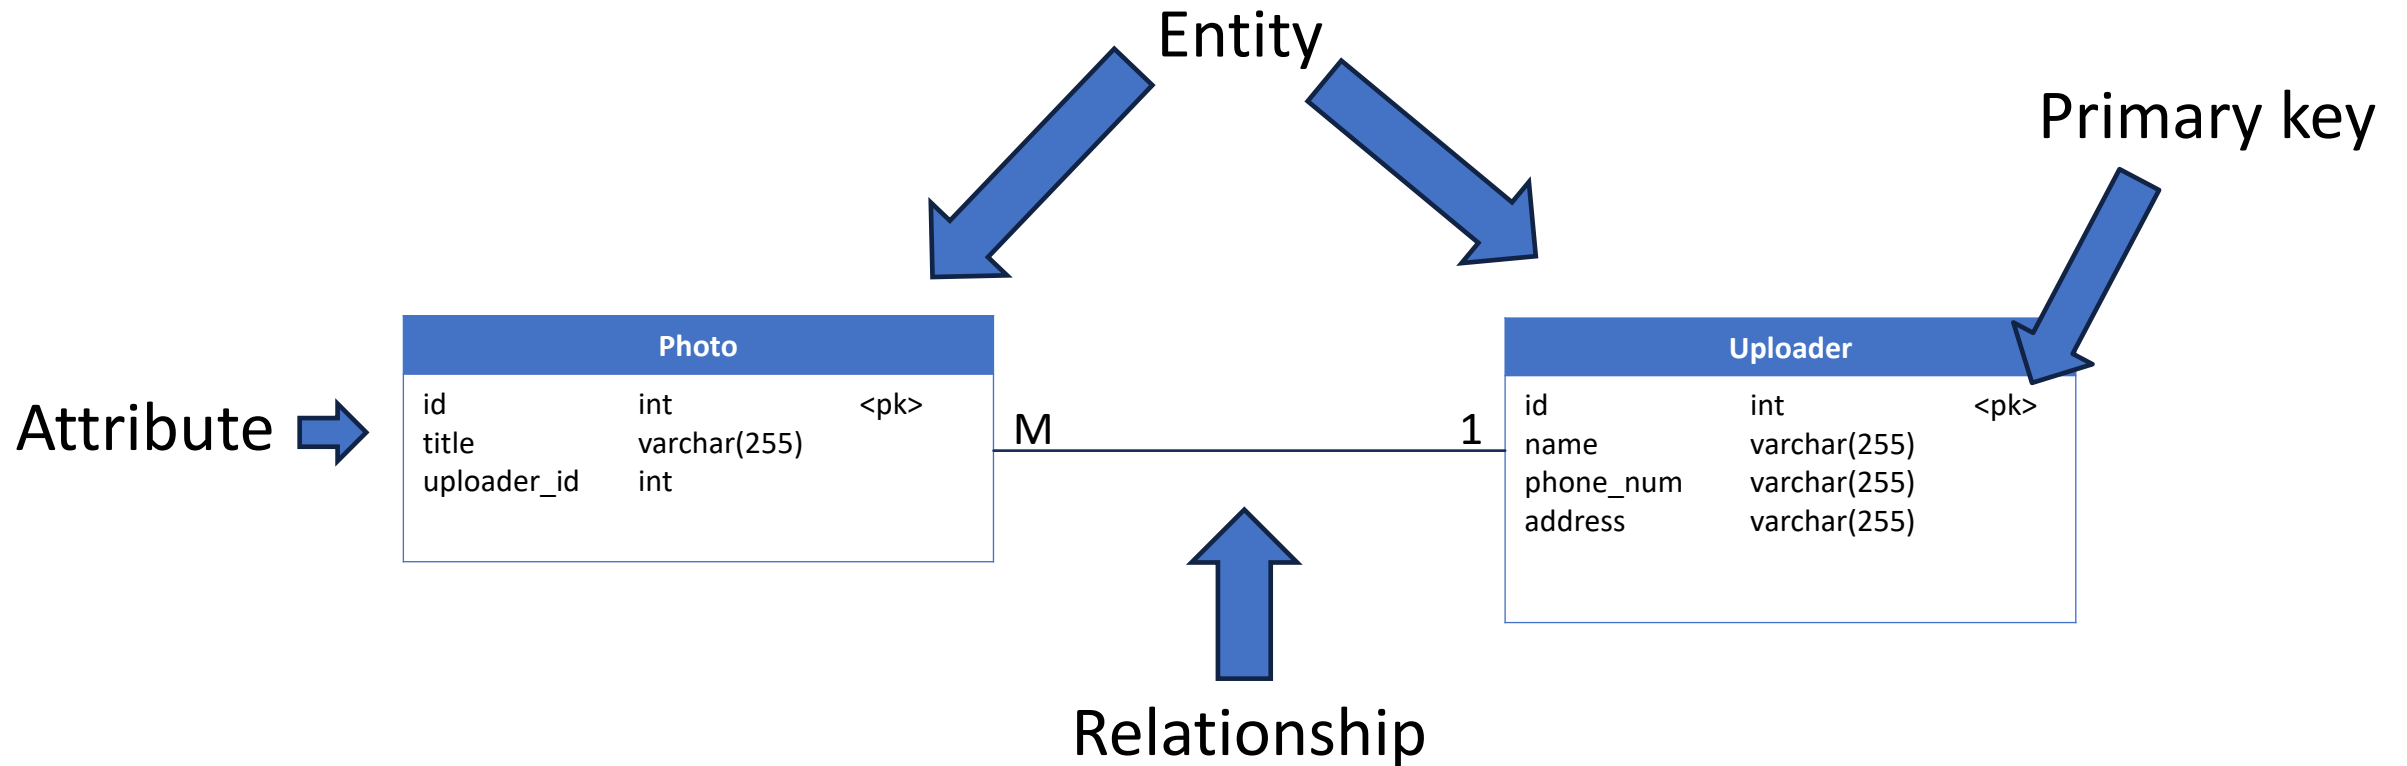 Entity
Primary key
Attribute
Photo
id int <pk>
title varchar(255)
uploader_id int
M
1
Uploader
id int <pk>
name varchar(255)
phone_num varchar(255)
address varchar(255)
Relationship